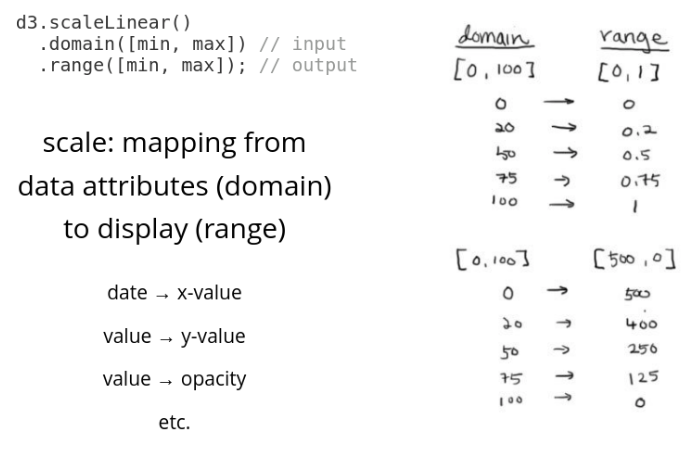 d3.scaleLinear()
.domain([min, max]) // input
.range([min, max]); // output
scale: mapping from
data attributes (domain)
to display (range)
date → x-value
value → y-value
value → opacity
etc.
domain range
[0, 100] [0, 1]
0 → 0
20 → 0.2
50 → 0.5
75 → 0.75
100 → 1
[0, 100] [500, 0]
0 → 500
20 → 400
50 → 250
75 → 125
100 → 0